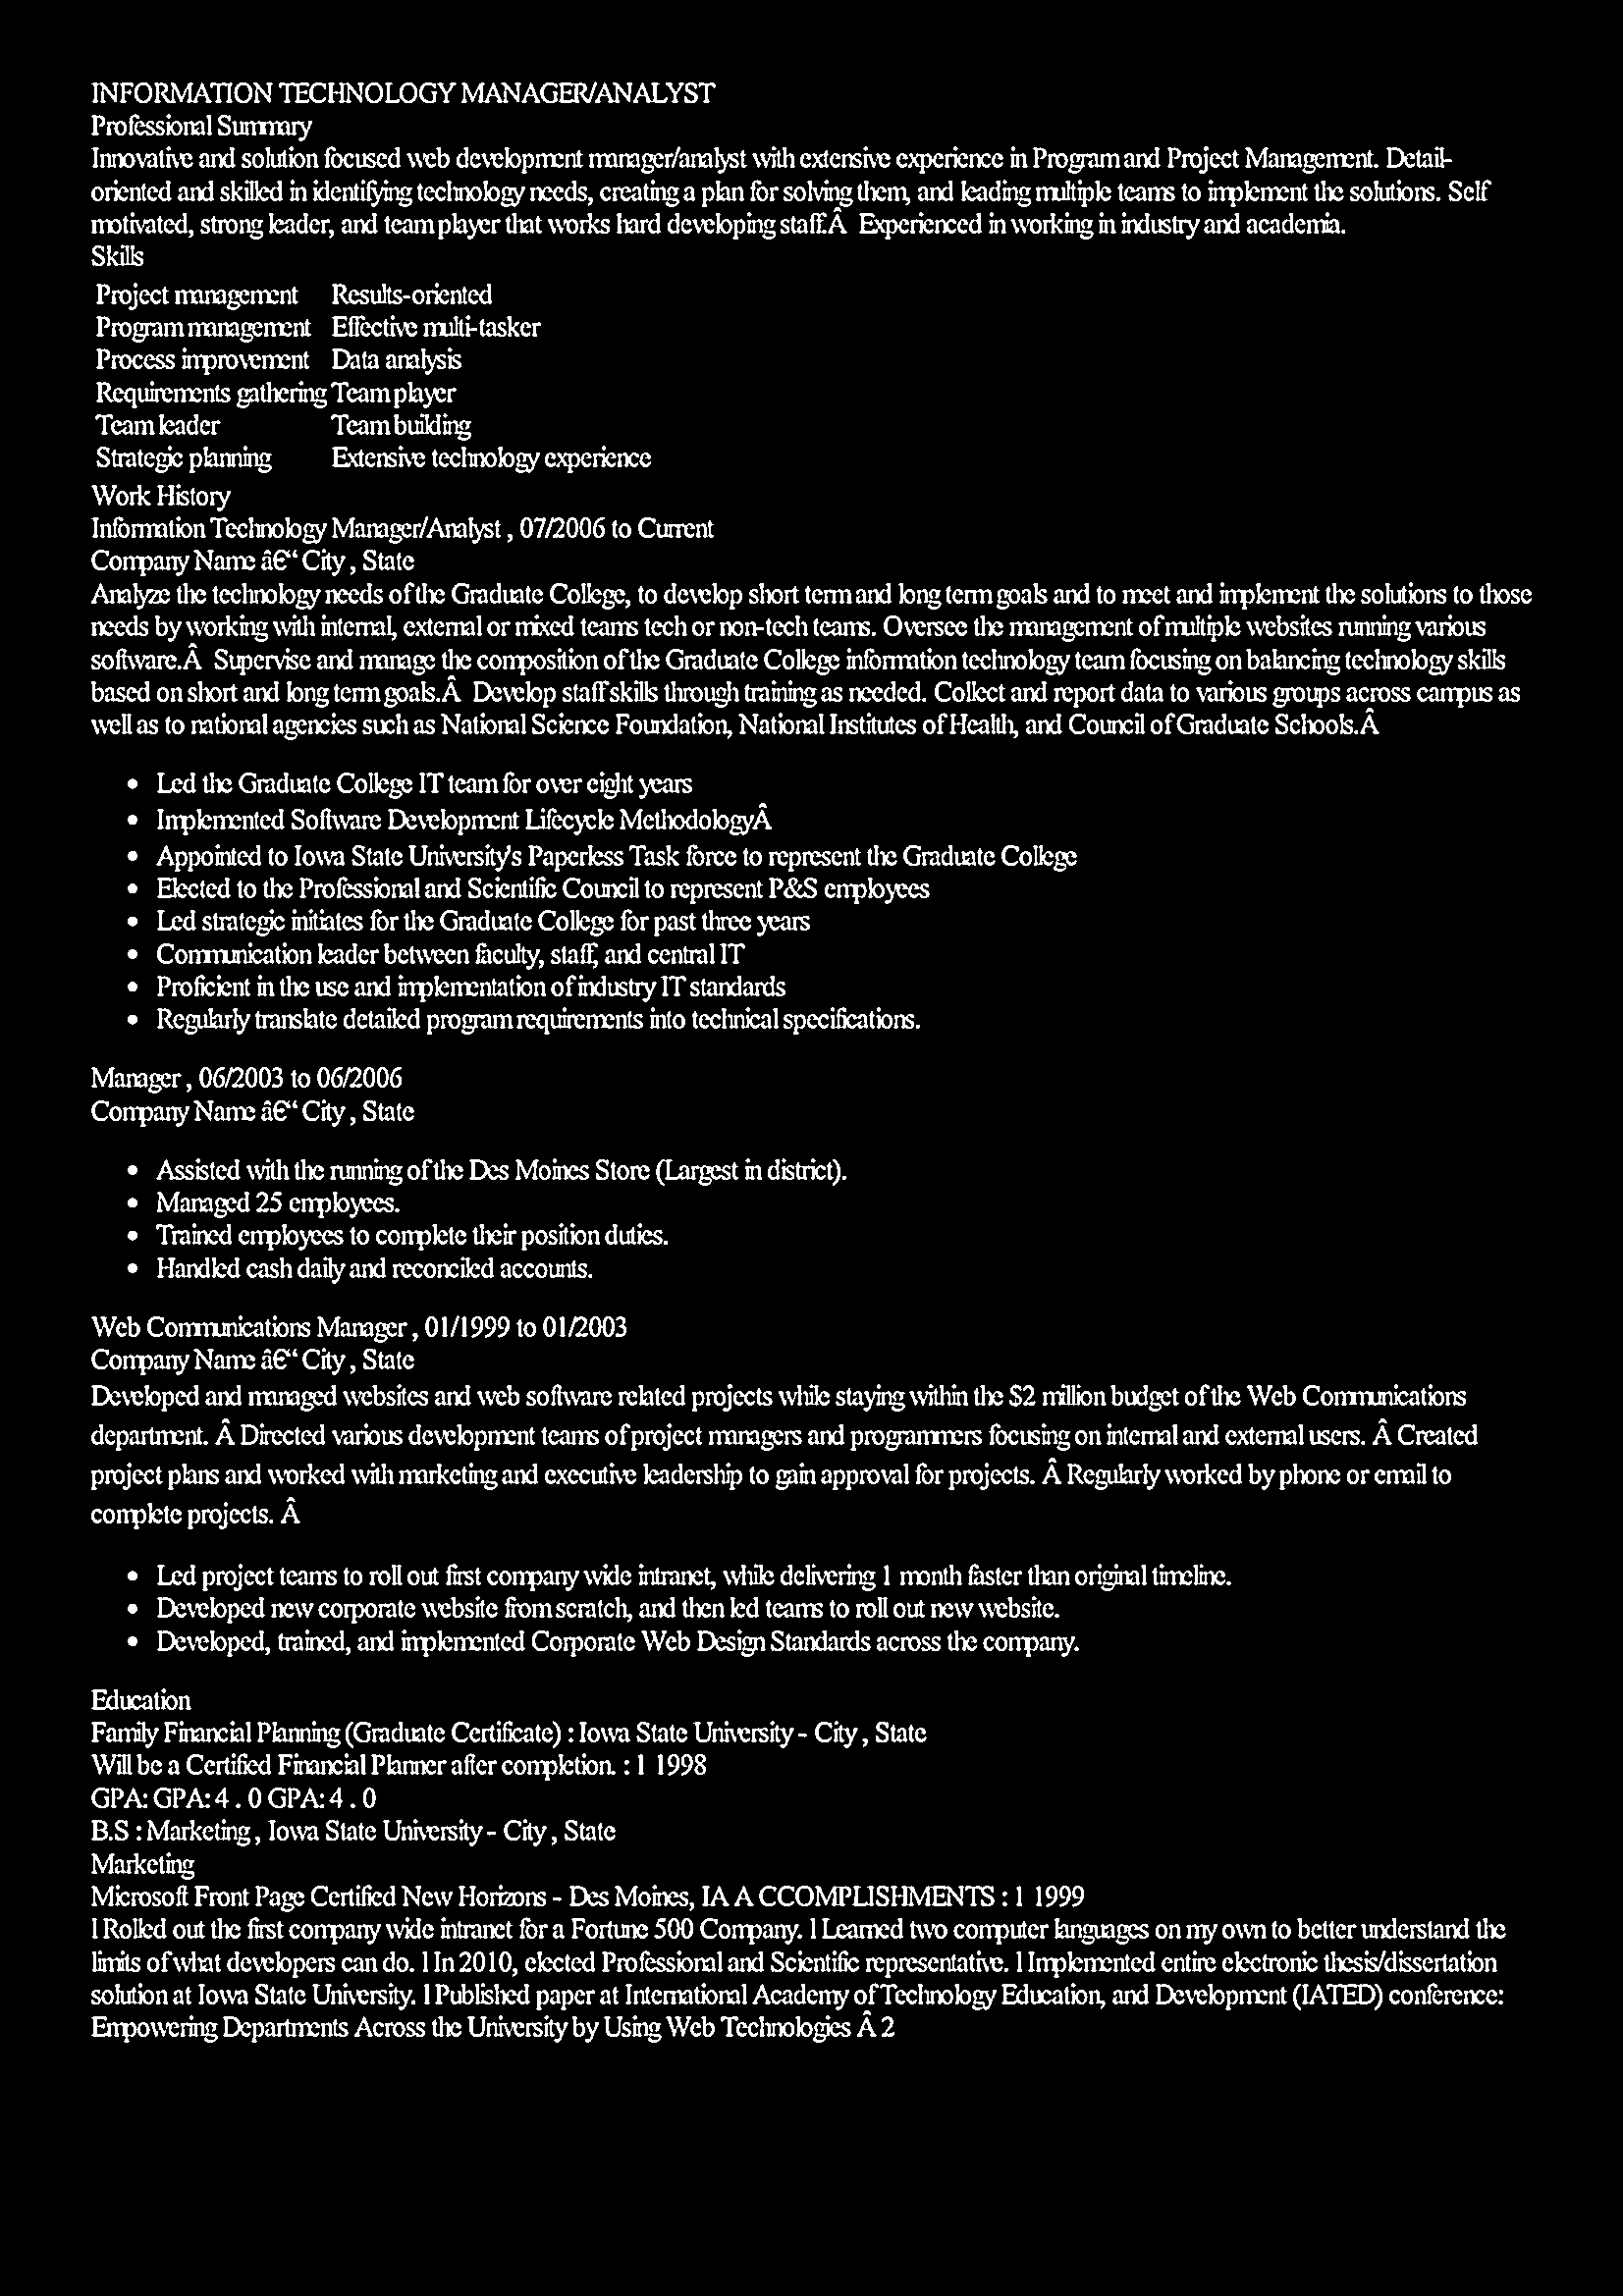 INFORMATION TECHNOLOGY MANAGER/ANALYST
Professional Summary
Innovative and solution focused web development manager/analyst with extensive experience in Program and Project Management. Detail-
oriented and skilled in identifying technology needs, creating a plan for solving them, and leading multiple teams to implement the solutions. Self
motivated, strong leader, and team player that works hard developing staff.Â Experienced in working in industry and academia.
Skills
Project management Results-oriented
Program management Effective multi-tasker
Process improvement Data analysis
Requirements gathering Team player
Team leader Team building
Strategic planning Extensive technology experience
Work History
Information Technology Manager/Analyst , 07/2006 to Current
Company Name â€“ City , State
Analyze the technology needs of the Graduate College, to develop short term and long term goals and to meet and implement the solutions to those
needs by working with internal, external or mixed teams tech or non-tech teams. Oversee the management of multiple websites running various
software.Â Supervise and manage the composition of the Graduate College information technology team focusing on balancing technology skills
based on short and long term goals.Â Develop staff skills through training as needed. Collect and report data to various groups across campus as
well as to national agencies such as National Science Foundation, National Institutes of Health, and Council of Graduate Schools.Â
• Led the Graduate College IT team for over eight years
• Implemented Software Development Lifecycle MethodologyÂ
• Appointed to Iowa State University's Paperless Task force to represent the Graduate College
• Elected to the Professional and Scientific Council to represent P&S employees
• Led strategic initiates for the Graduate College for past three years
• Communication leader between faculty, staff, and central IT
• Proficient in the use and implementation of industry IT standards
• Regularly translate detailed program requirements into technical specifications.
Manager , 06/2003 to 06/2006
Company Name â€“ City , State
• Assisted with the running of the Des Moines Store (Largest in district).
• Managed 25 employees.
• Trained employees to complete their position duties.
• Handled cash daily and reconciled accounts.
Web Communications Manager , 01/1999 to 01/2003
Company Name â€“ City , State
Developed and managed websites and web software related projects while staying within the $2 million budget of the Web Communications
department. Â Directed various development teams of project managers and programmers focusing on internal and external users. Â Created
project plans and worked with marketing and executive leadership to gain approval for projects. Â Regularly worked by phone or email to
complete projects. Â
• Led project teams to roll out first company wide intranet, while delivering 1 month faster than original timeline.
• Developed new corporate website from scratch, and then led teams to roll out new website.
• Developed, trained, and implemented Corporate Web Design Standards across the company.
Education
Family Financial Planning (Graduate Certificate) : Iowa State University - City , State
Will be a Certified Financial Planner after completion. : 1 1998
GPA: GPA: 4 . 0 GPA: 4 . 0
B.S : Marketing , Iowa State University - City , State
Marketing
Microsoft Front Page Certified New Horizons - Des Moines, IA A CCOMPLISHMENTS : 1 1999
l Rolled out the first company wide intranet for a Fortune 500 Company. l Learned two computer languages on my own to better understand the
limits of what developers can do. l In 2010, elected Professional and Scientific representative. l Implemented entire electronic thesis/dissertation
solution at Iowa State University. l Published paper at International Academy of Technology Education, and Development (IATED) conference:
Empowering Departments Across the University by Using Web Technologies Â 2